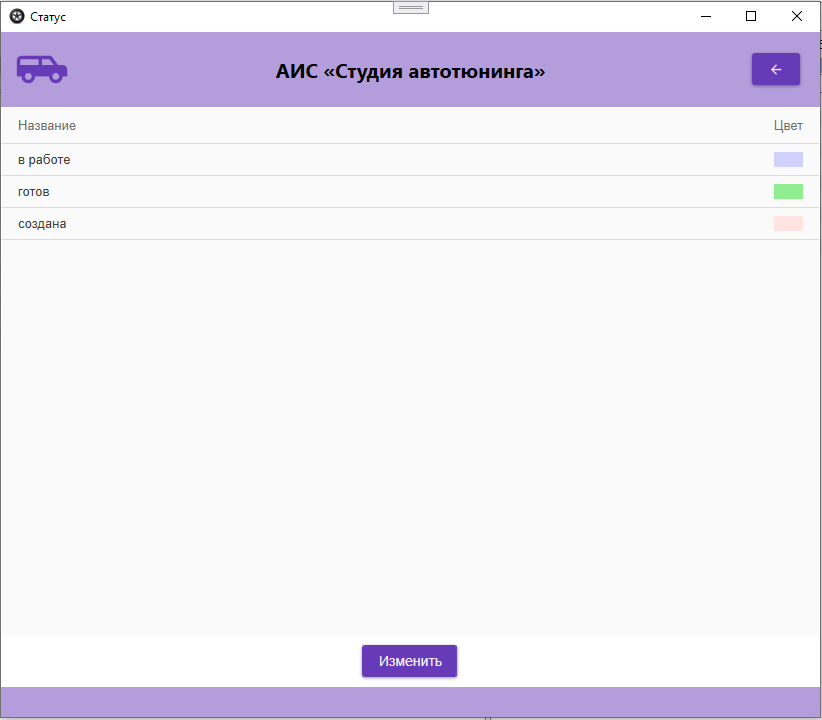 Статус
АИС «Студия автотюнинга»
Название Цвет
в работе
готов
создана
Изменить